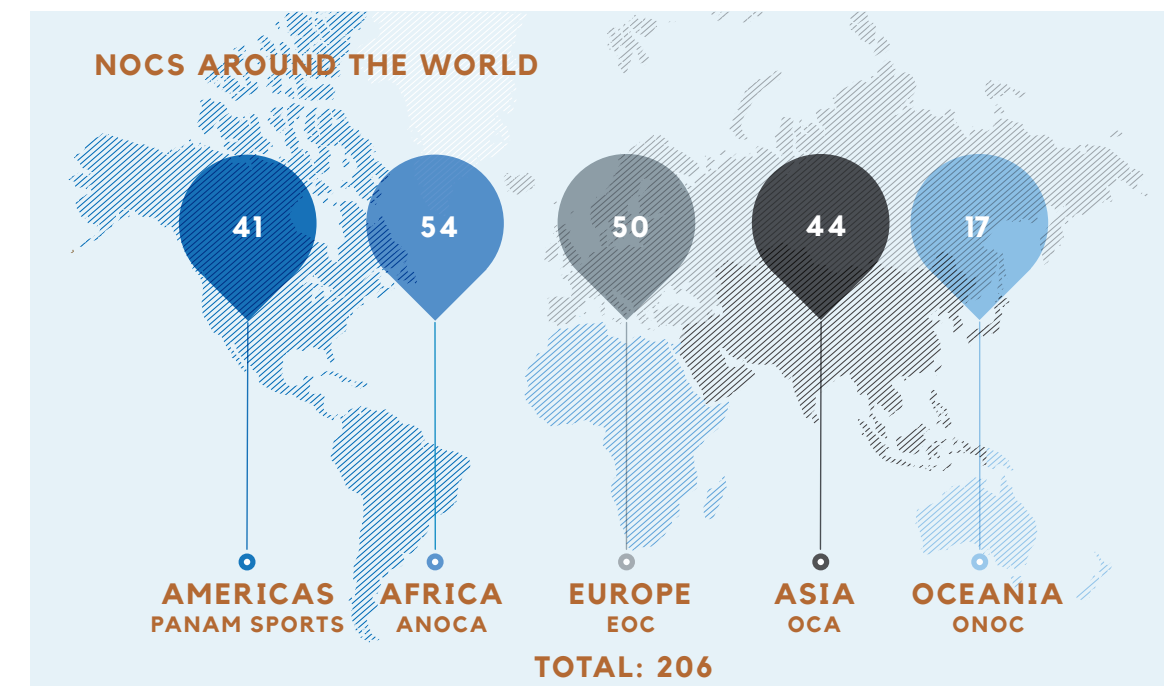 NOCS AROUND THE WORLD
41 54 50 44 17
AMERICAS AFRICA EUROPE ASIA OCEANIA
PANAM SPORTS ANOCA EOC OCA ONOC
TOTAL: 206